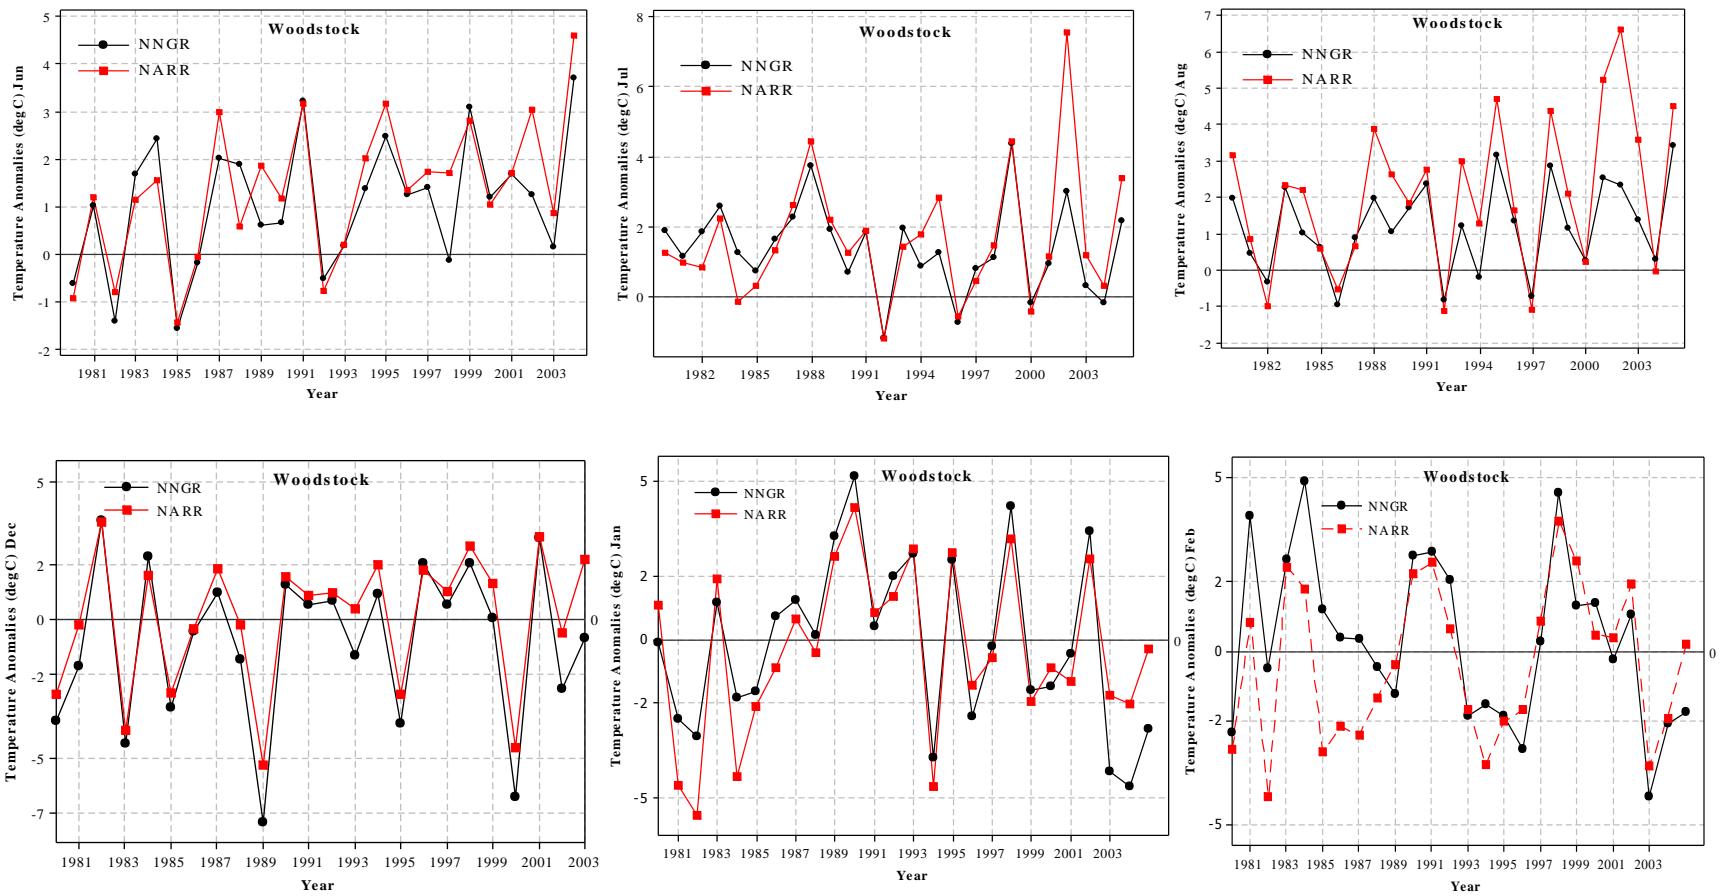 Woodstock
NNGR
NARR
Temperature Anomalies (degC) Jun
5
4
3
2
1
0
-1
-2
1981 1983 1985 1987 1989 1991 1993 1995 1997 1999 2001 2003
Year
Woodstock
NNGR
NARR
Temperature Anomalies (degC) Jul
8
6
4
2
0
1982 1985 1988 1991 1994 1997 2000 2003
Year
Woodstock
NNGR
NARR
Temperature Anomalies (degC) Aug
7
6
5
4
3
2
1
0
-1
-2
1982 1985 1988 1991 1994 1997 2000 2003
Year
Woodstock
NNGR
NARR
Temperature Anomalies (degC) Dec
5
2
0
-2
-5
-7
0
1981 1983 1985 1987 1989 1991 1993 1995 1997 1999 2001 2003
Year
Woodstock
NNGR
NARR
Temperature Anomalies (degC) Jan
5
2
0
-2
-5
0
1981 1983 1985 1987 1989 1991 1993 1995 1997 1999 2001 2003
Year
Woodstock
NNGR
NARR
Temperature Anomalies (degC) Feb
5
2
0
-2
-5
0
1981 1983 1985 1987 1989 1991 1993 1995 1997 1999 2001 2003
Year